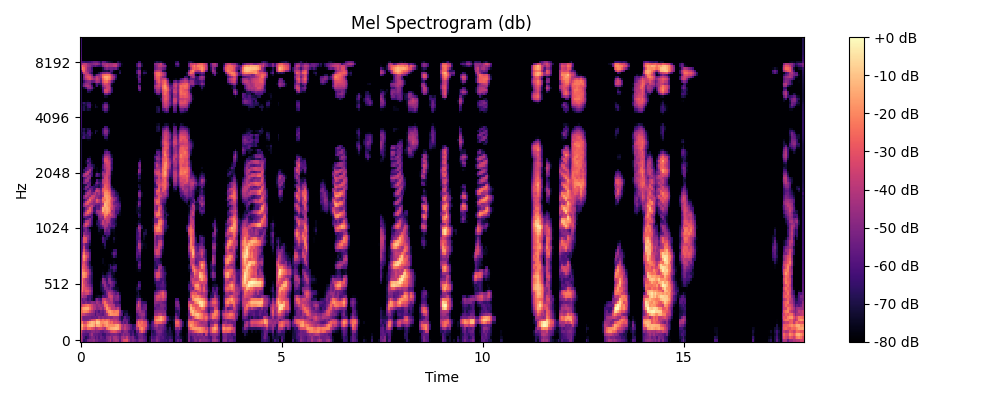 Mel Spectrogram (db)
8192
4096
2048
1024
512
0
Hz
0 5 10 15
Time
+0 dB
-10 dB
-20 dB
-30 dB
-40 dB
-50 dB
-60 dB
-70 dB
-80 dB